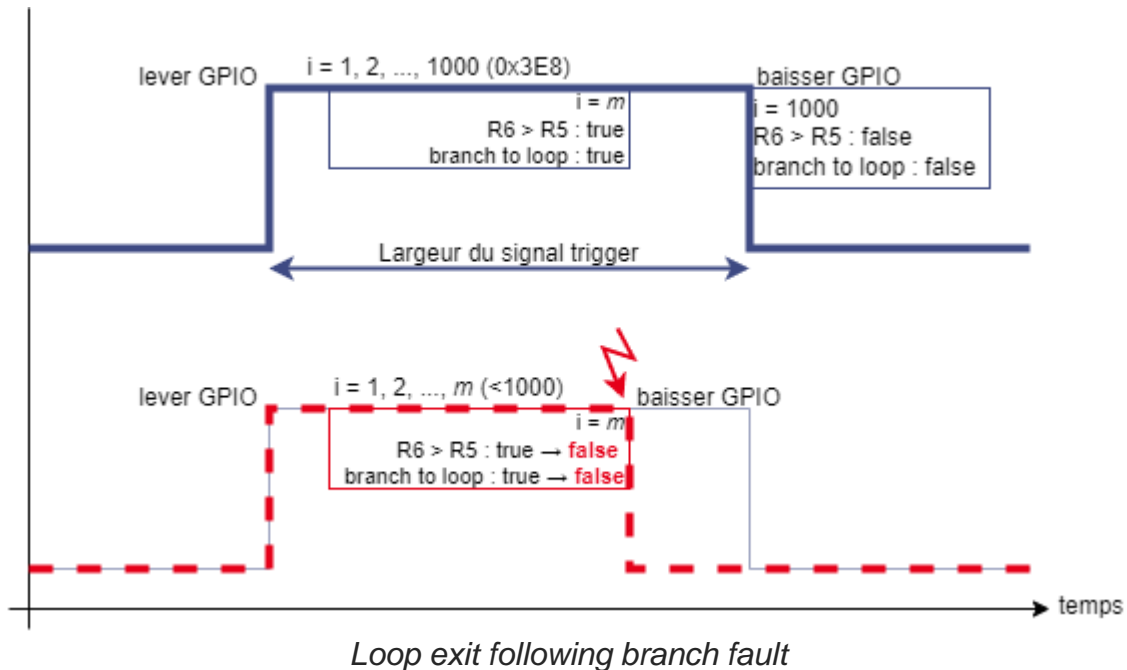 lever GPIO
i = 1, 2, ..., 1000 (0x3E8)
baisser GPIO
i = m
R6 > R5 : true
branch to loop : true
i = 1000
R6 > R5 : false
branch to loop : false
Largeur du signal trigger
lever GPIO
i = 1, 2, ..., m (<1000)
baisser GPIO
i = m
R6 > R5 : true → false
branch to loop : true → false
temps
Loop exit following branch fault